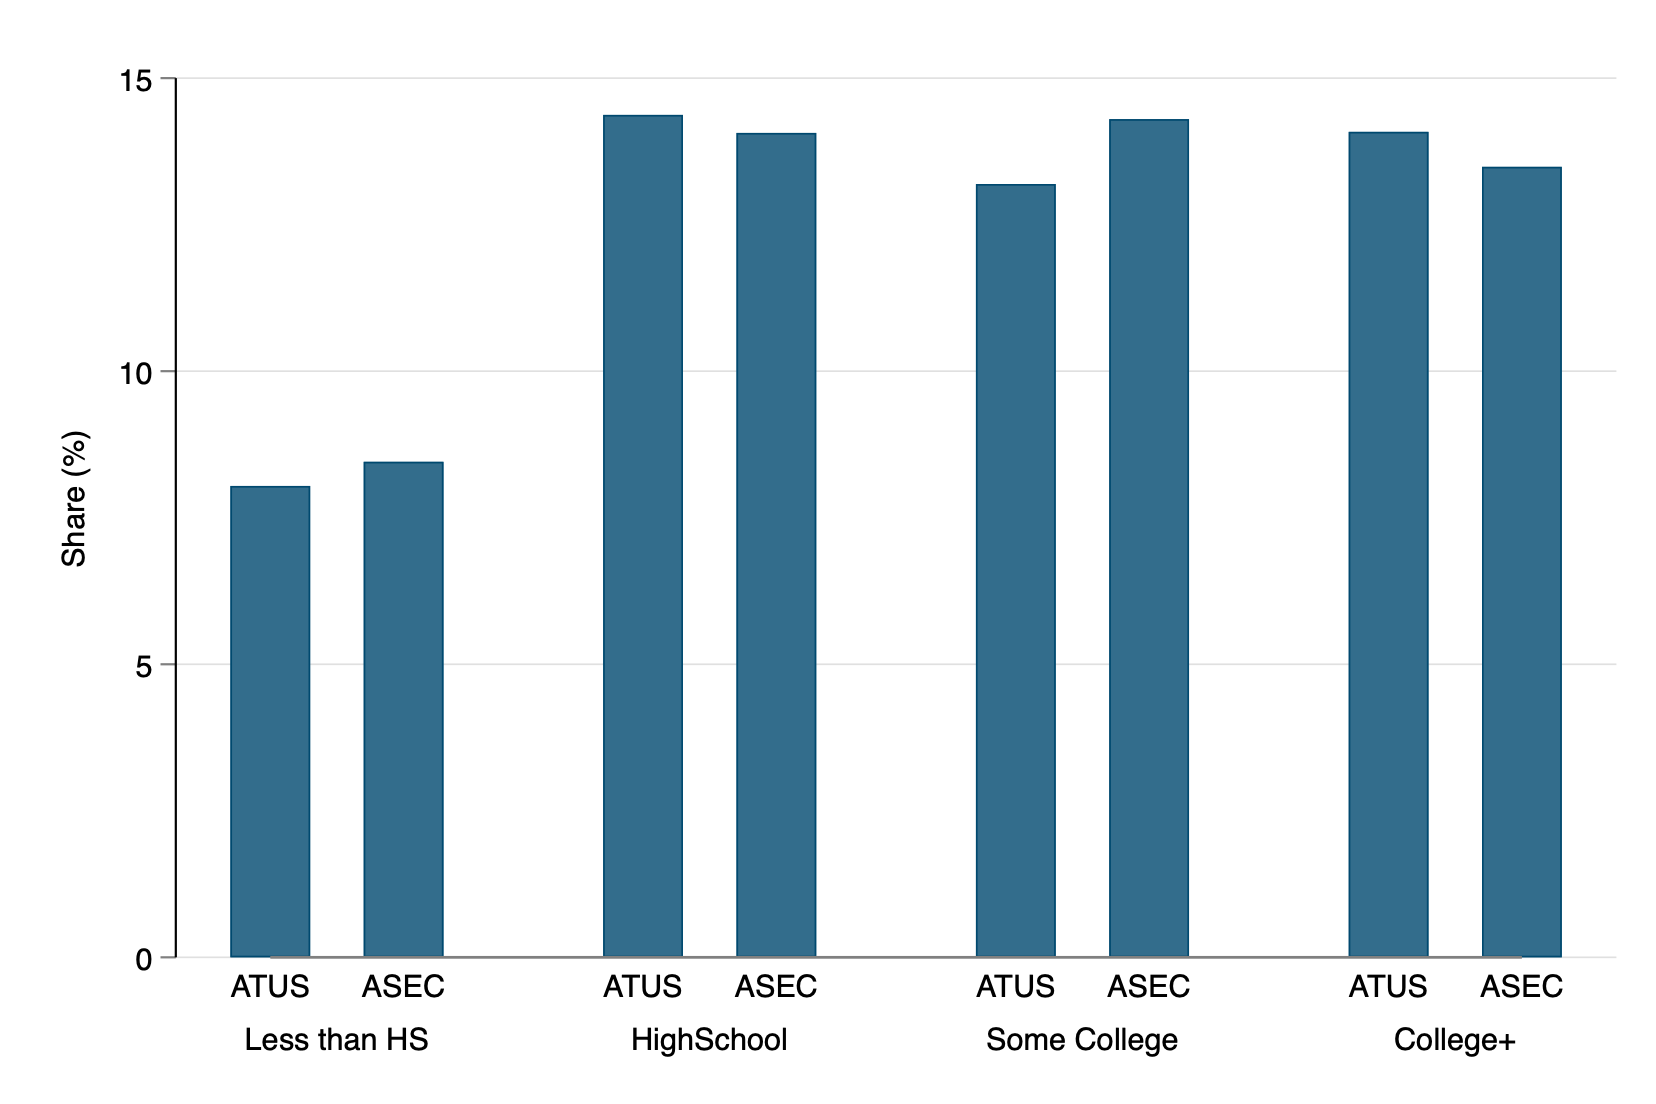 15
10
5
0
Share (%)
ATUS ASEC ATUS ASEC ATUS ASEC ATUS ASEC
Less than HS HighSchool Some College College+